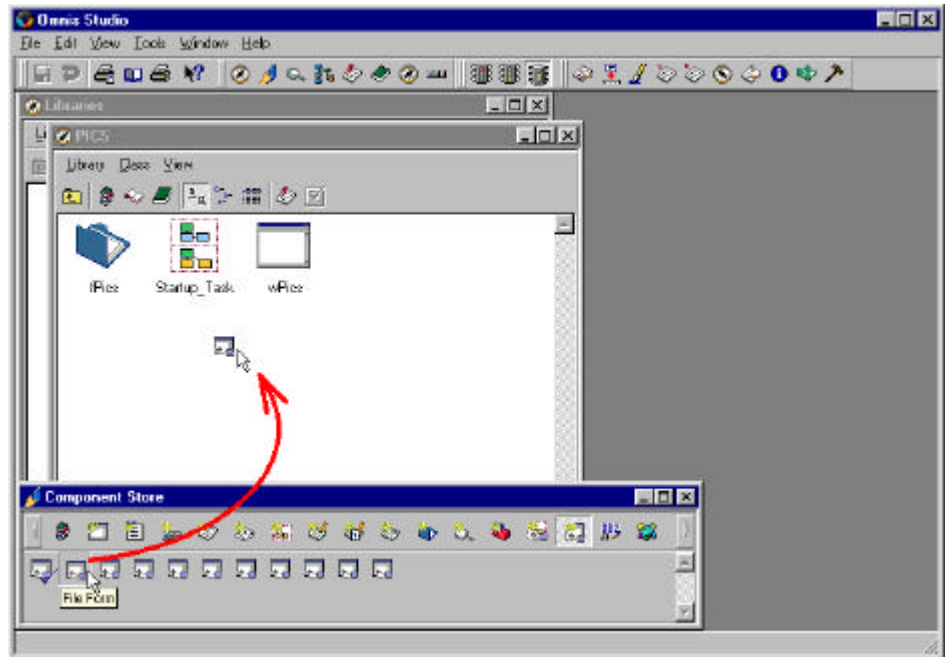 Omnis Studio
File Edit View Tools Window Help
Libraries
PICS
Library Class View
fPics Startup_Task wPics
Component Store
File Form